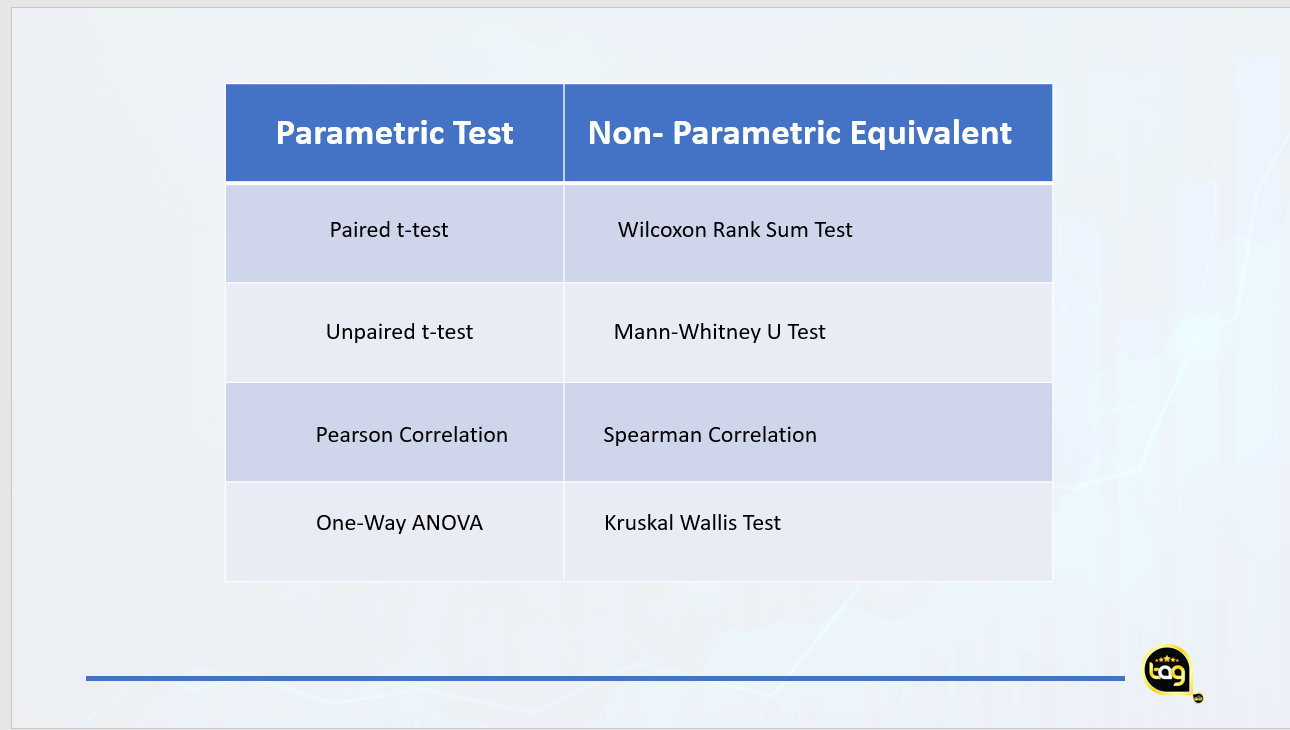 Parametric Test
Non- Parametric Equivalent
Paired t-test
Wilcoxon Rank Sum Test
Unpaired t-test
Mann-Whitney U Test
Pearson Correlation
Spearman Correlation
One-Way ANOVA
Kruskal Wallis Test
tag